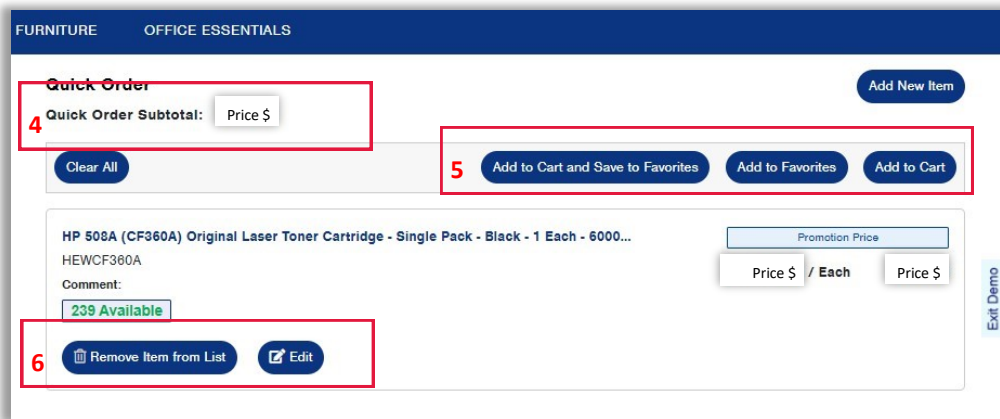 FURNITURE OFFICE ESSENTIALS
Quick Order
Add New Item
4 Quick Order Subtotal: Price $
Clear All 5 Add to Cart and Save to Favorites Add to Favorites Add to Cart
HP 508A (CF360A) Original Laser Toner Cartridge - Single Pack - Black - 1 Each - 6000...
Promotion Price
HEWCF360A
Price $ / Each Price $
Comment:
239 Available
6 Remove Item from List Edit
Exit Demo